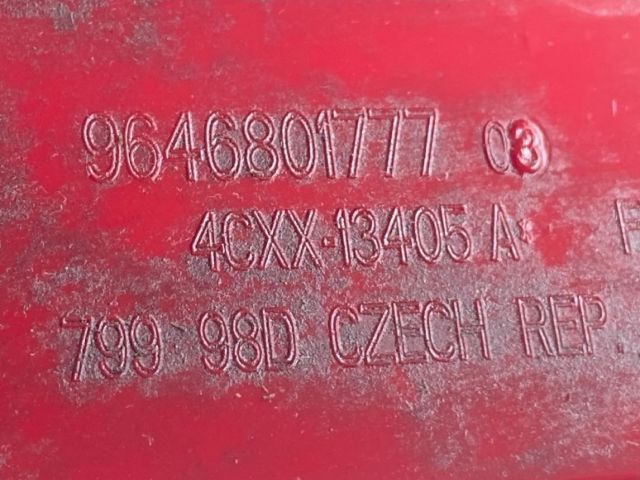 9646801777 03
4CXX-13405 A F
799 98D CZECH REP.